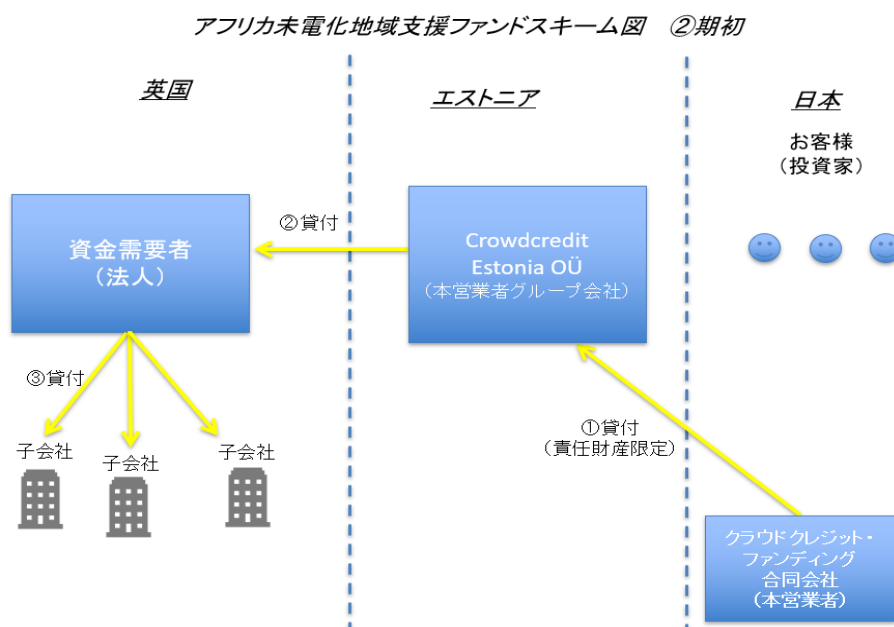 アフリカ未電化地域支援ファンドスキーム図　②期初
英国
エストニア
日本
お客様
（投資家）
資金需要者
（法人）
②貸付
Crowdcredit
Estonia OÜ
（本営業者グループ会社）
③貸付
子会社
子会社
子会社
①貸付
（責任財産限定）
クラウドクレジット・
ファンディング
合同会社
（本営業者）